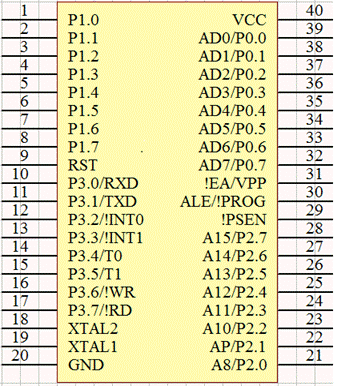 1 P1.0 VCC 40
2 P1.1 AD0/P0.0 39
3 P1.2 AD1/P0.1 38
4 P1.3 AD2/P0.2 37
5 P1.4 AD3/P0.3 36
6 P1.5 AD4/P0.4 35
7 P1.6 AD5/P0.5 34
8 P1.7 AD6/P0.6 33
9 RST AD7/P0.7 32
10 P3.0/RXD !EA/VPP 31
11 P3.1/TXD ALE/!PROG 30
12 P3.2/!INT0 !PSEN 29
13 P3.3/!INT1 A15/P2.7 28
14 P3.4/T0 A14/P2.6 27
15 P3.5/T1 A13/P2.5 26
16 P3.6/!WR A12/P2.4 25
17 P3.7/!RD A11/P2.3 24
18 XTAL2 A10/P2.2 23
19 XTAL1 AP/P2.1 22
20 GND A8/P2.0 21